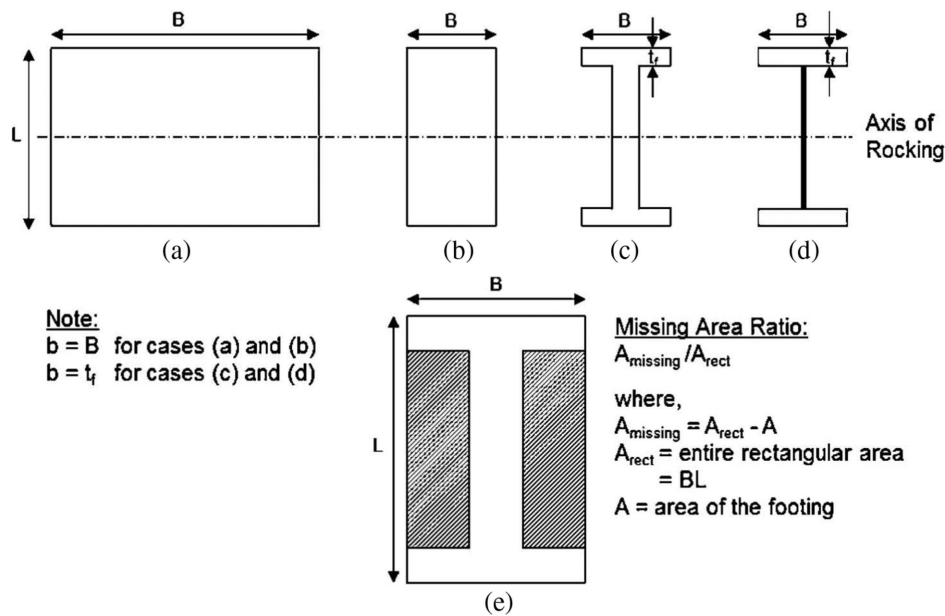 B
B
B
B
L
t_f
t_f
Axis of
Rocking
(a)
(b)
(c)
(d)
Note:
b = B for cases (a) and (b)
b = t_f for cases (c) and (d)
B
L
Missing Area Ratio:
A_missing /A_rect
where,
A_missing = A_rect - A
A_rect = entire rectangular area
= BL
A = area of the footing
(e)